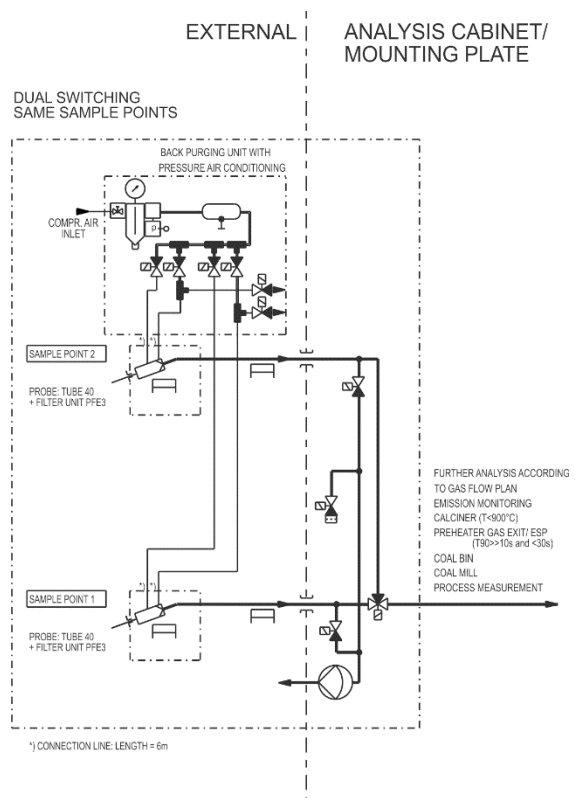 EXTERNAL
ANALYSIS CABINET/
MOUNTING PLATE
DUAL SWITCHING
SAME SAMPLE POINTS
BACK PURGING UNIT WITH
PRESSURE AIR CONDITIONING
COMPR. AIR
INLET
P
*) *)
SAMPLE POINT 2
PROBE: TUBE 40
+ FILTER UNIT PFE3
FURTHER ANALYSIS ACCORDING
TO GAS FLOW PLAN
EMISSION MONITORING
CALCINER (T<900°C)
PREHEATER GAS EXIT/ ESP
(T90>>10s and <30s)
COAL BIN
COAL MILL
PROCESS MEASUREMENT
*) *)
SAMPLE POINT 1
PROBE: TUBE 40
+ FILTER UNIT PFE3
*) CONNECTION LINE: LENGTH = 6m